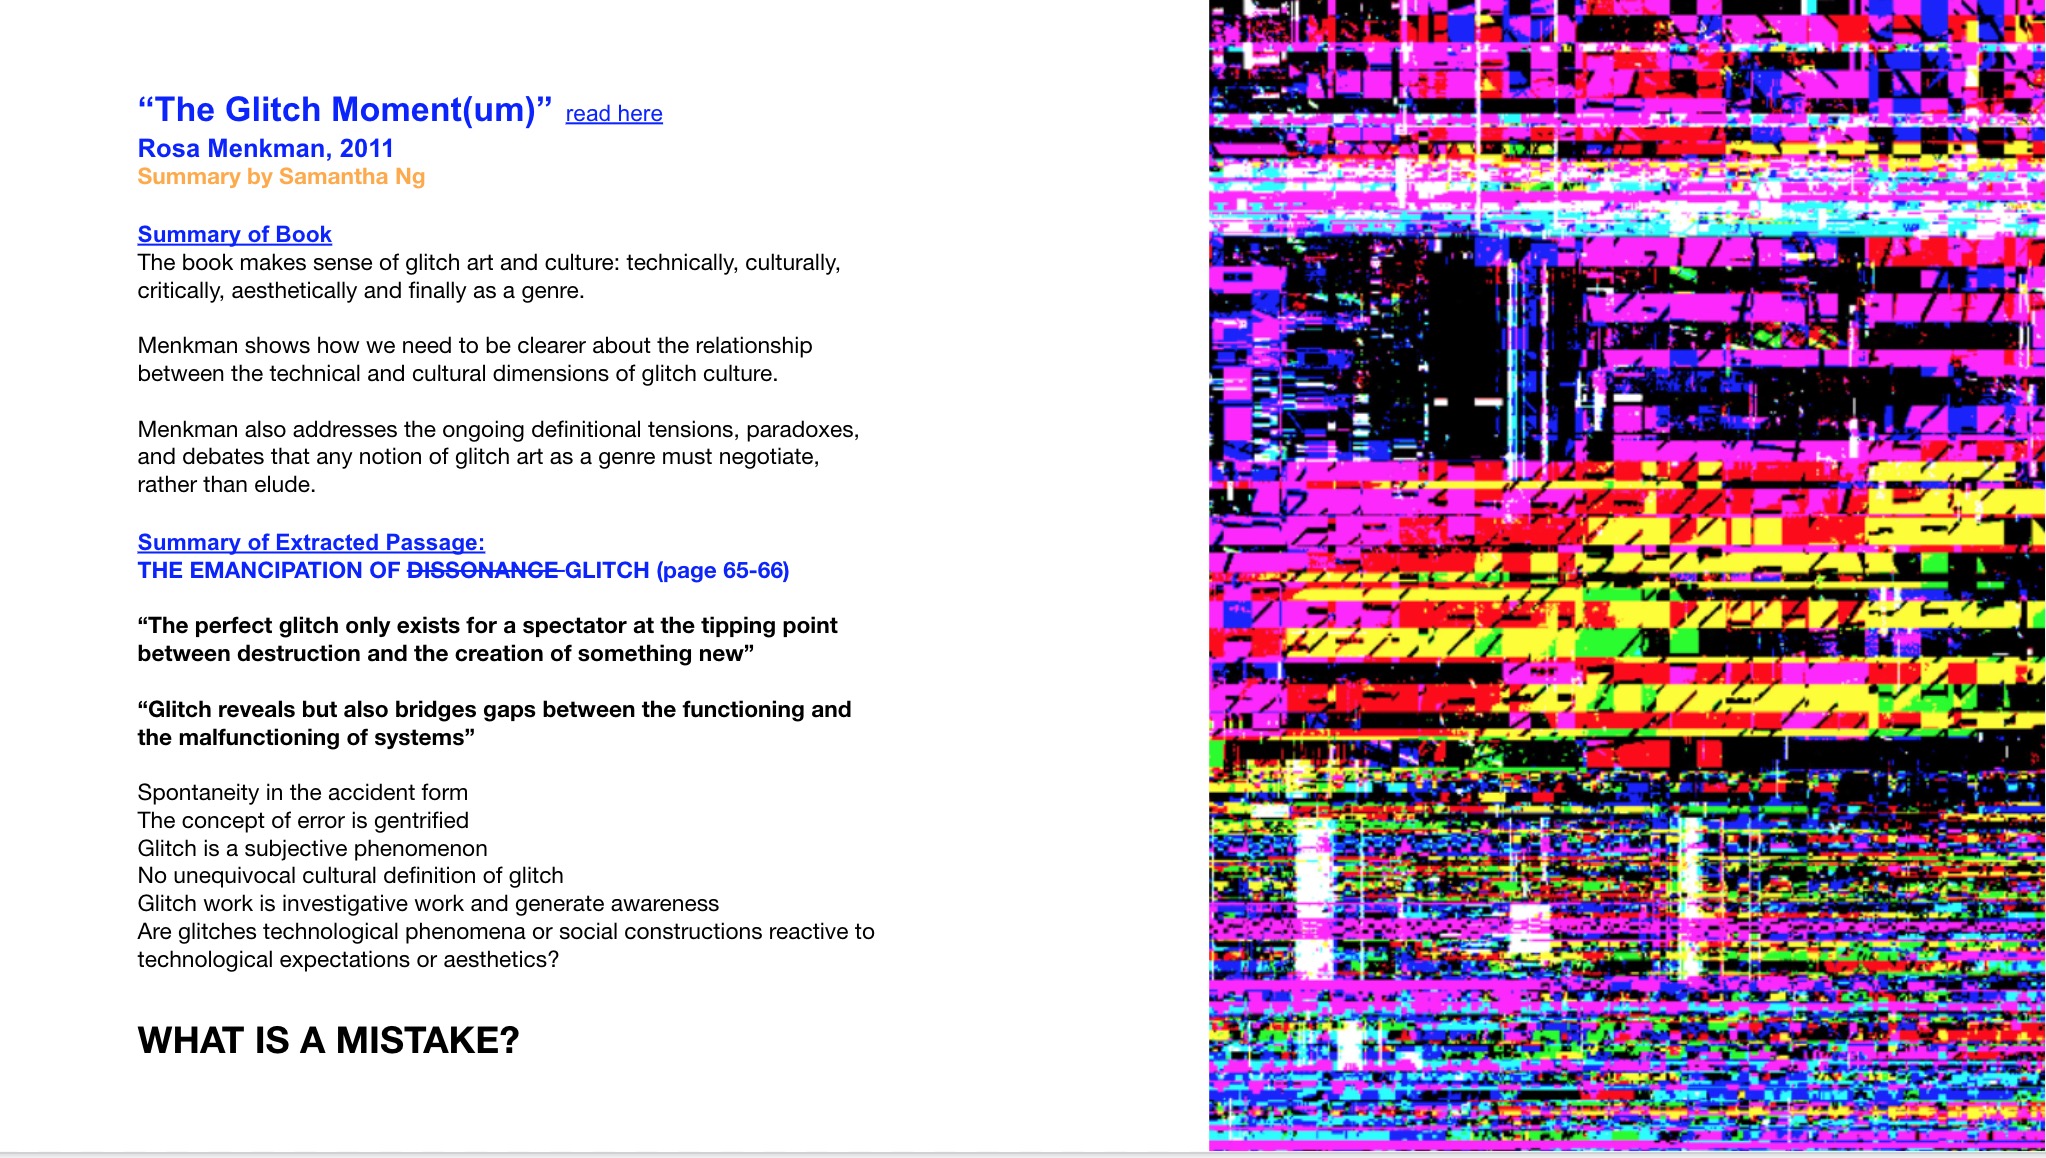 “The Glitch Moment(um)” read here
Rosa Menkman, 2011
Summary by Samantha Ng
Summary of Book
The book makes sense of glitch art and culture: technically, culturally,
critically, aesthetically and finally as a genre.
Menkman shows how we need to be clearer about the relationship
between the technical and cultural dimensions of glitch culture.
Menkman also addresses the ongoing definitional tensions, paradoxes,
and debates that any notion of glitch art as a genre must negotiate,
rather than elude.
Summary of Extracted Passage:
THE EMANCIPATION OF DISSONANCE GLITCH (page 65-66)
“The perfect glitch only exists for a spectator at the tipping point
between destruction and the creation of something new”
“Glitch reveals but also bridges gaps between the functioning and
the malfunctioning of systems”
Spontaneity in the accident form
The concept of error is gentrified
Glitch is a subjective phenomenon
No unequivocal cultural definition of glitch
Glitch work is investigative work and generate awareness
Are glitches technological phenomena or social constructions reactive to
technological expectations or aesthetics?
WHAT IS A MISTAKE?